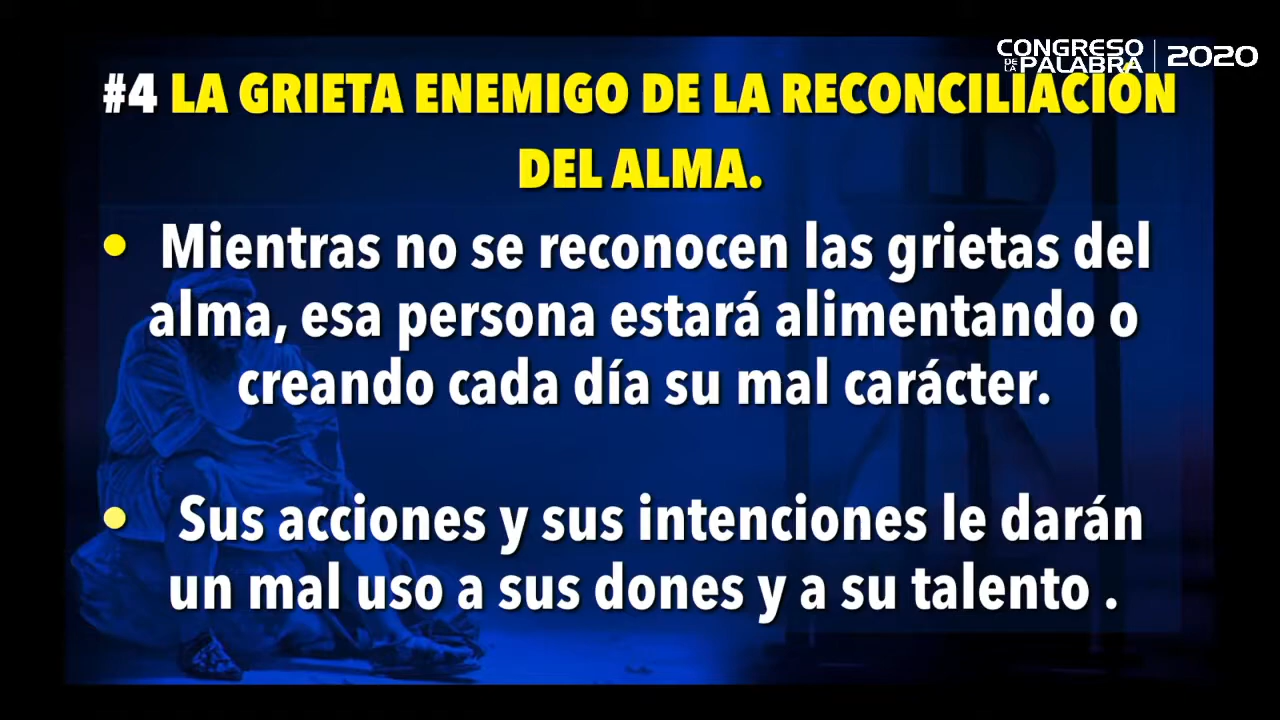 CONGRESO
DE LA PALABRA | 2020
#4 LA GRIETA ENEMIGO DE LA RECONCILIACIÓN
DEL ALMA.
• Mientras no se reconocen las grietas del
alma, esa persona estará alimentando o
creando cada día su mal carácter.
• Sus acciones y sus intenciones le darán
un mal uso a sus dones y a su talento .